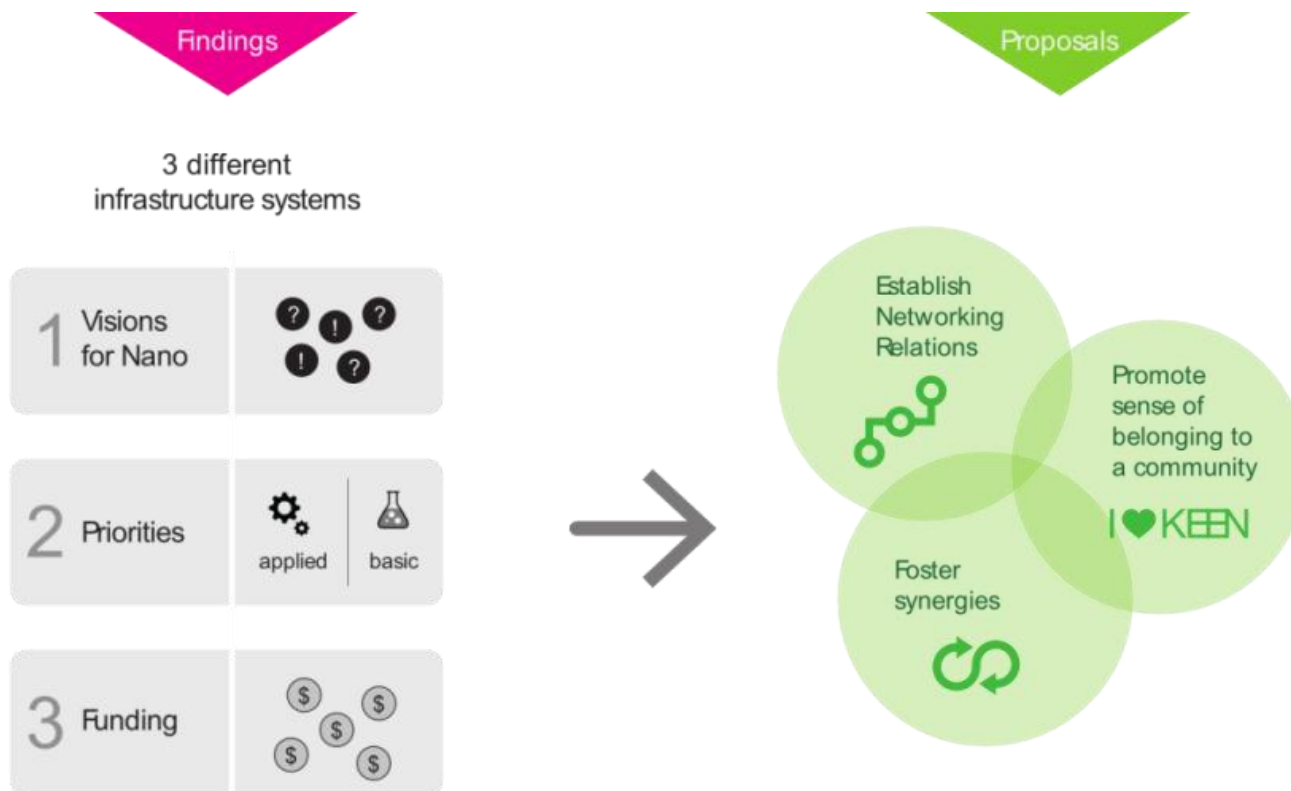 Findings
Proposals
3 different
infrastructure systems
1
Visions
for Nano
?
!
?
!
?
2
Priorities
applied
basic
3
Funding
$
$
$
$
$
Establish
Networking
Relations
Promote
sense of
belonging to
a community
I ♥ KEEN
Foster
synergies